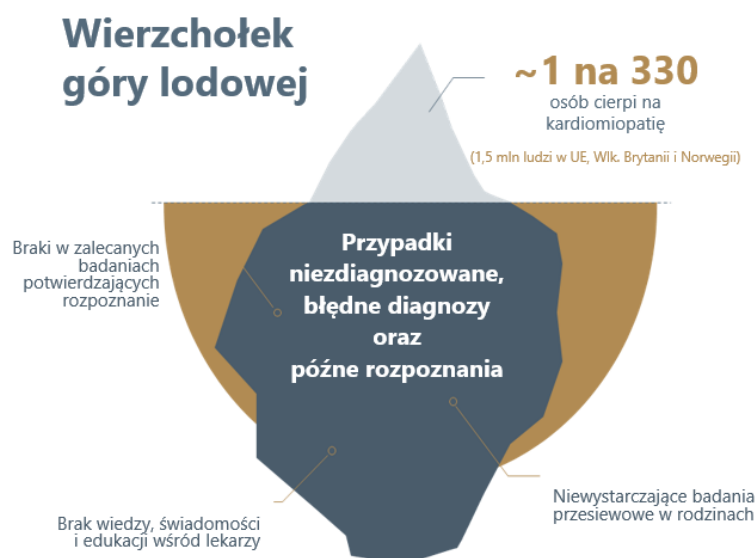 Wierzchołek
góry lodowej
~1 na 330
osób cierpi na
kardiomiopatię
(1,5 mln ludzi w UE, Wlk. Brytanii i Norwegii)
Braki w zalecanych
badaniach
potwierdzających
rozpoznanie
Przypadki
niezdiagnozowane,
błędne diagnozy
oraz
późne rozpoznania
Brak wiedzy, świadomości
i edukacji wśród lekarzy
Niewystarczające badania
przesiewowe w rodzinach